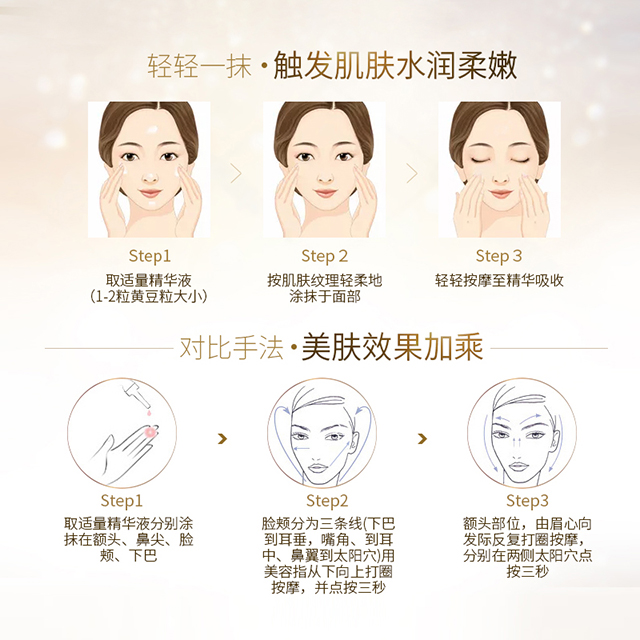 轻轻一抹·触发肌肤水润柔嫩
Step1
取适量精华液
（1-2粒黄豆粒大小）
Step 2
按肌肤纹理轻柔地
涂抹于面部
Step 3
轻轻按摩至精华吸收
对比手法·美肤效果加乘
Step1
取适量精华液分别涂
抹在额头、鼻尖、脸
颊、下巴
Step2
脸颊分为三条线(下巴
到耳垂，嘴角、到耳
中、鼻翼到太阳穴)用
美容指从下向上打圈
按摩，并点按三秒
Step3
额头部位，由眉心向
发际反复打圈按摩，
分别在两侧太阳穴点
按三秒